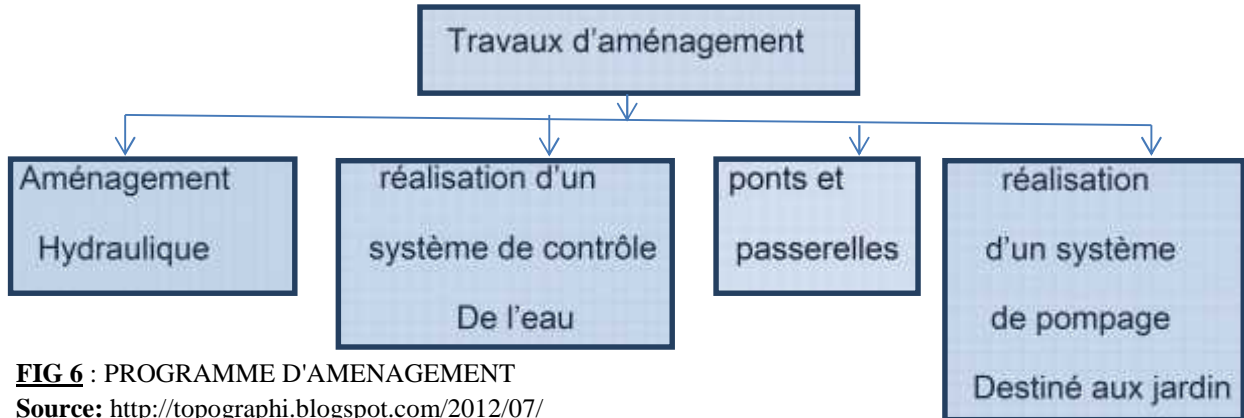 Travaux d'aménagement
Aménagement
Hydraulique
réalisation d'un
système de contrôle
De l'eau
ponts et
passerelles
réalisation
d'un système
de pompage
Destiné aux jardin
FIG 6 : PROGRAMME D'AMENAGEMENT
Source: http://topographi.blogspot.com/2012/07/